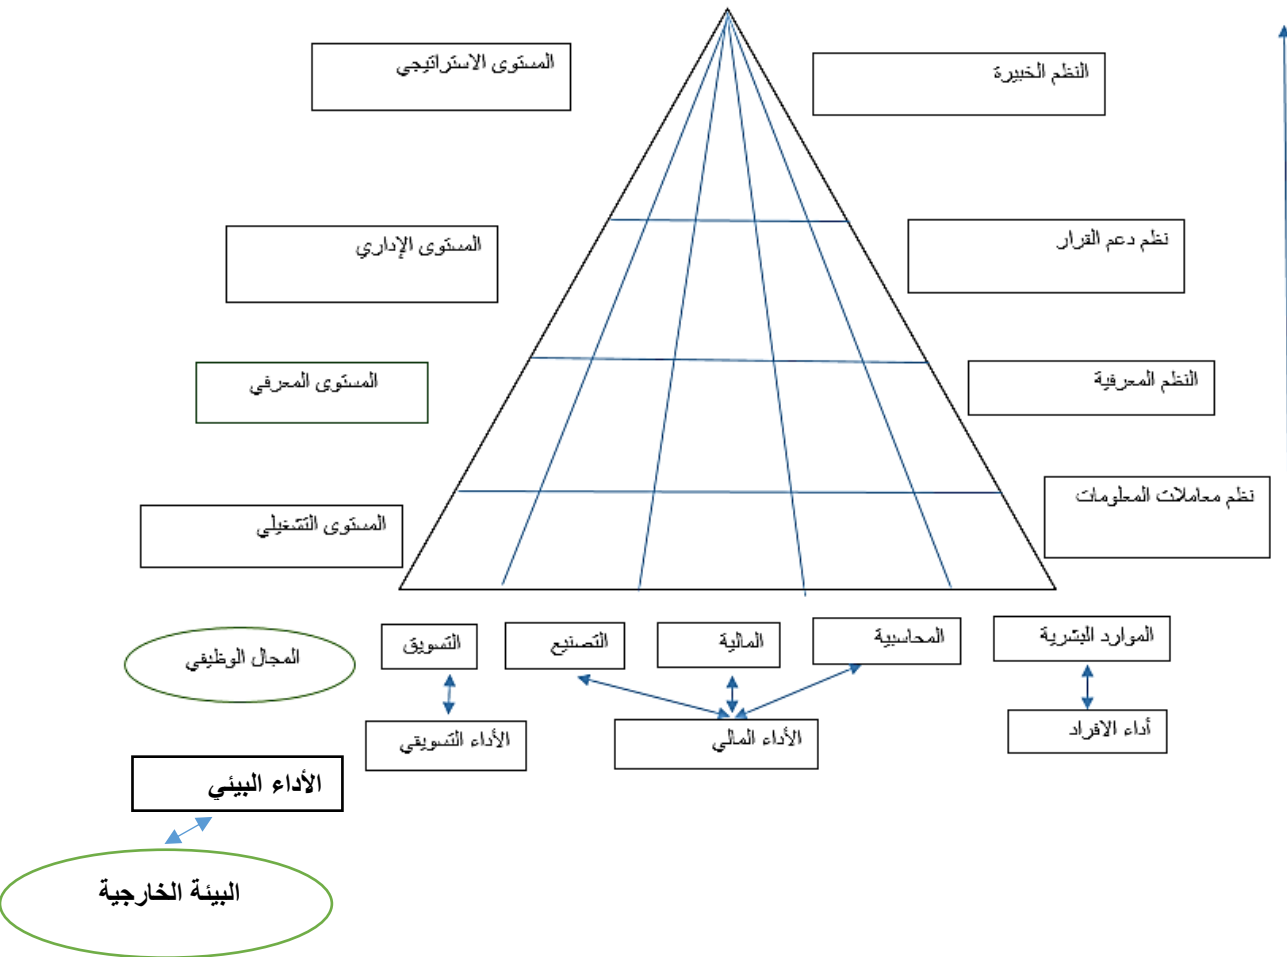 النظم الخبيرة
المستوى الاستراتيجي
نظم دعم القرار
المستوى الإداري
النظم المعرفية
المستوى المعرفي
نظم معاملات المعلومات
المستوى التشغيلي
الموارد البشرية
المحاسبية
المالية
التصنيع
التسويق
المجال الوظيفي
أداء الافراد
الأداء المالي
الأداء التسويقي
الأداء البيئي
البيئة الخارجية